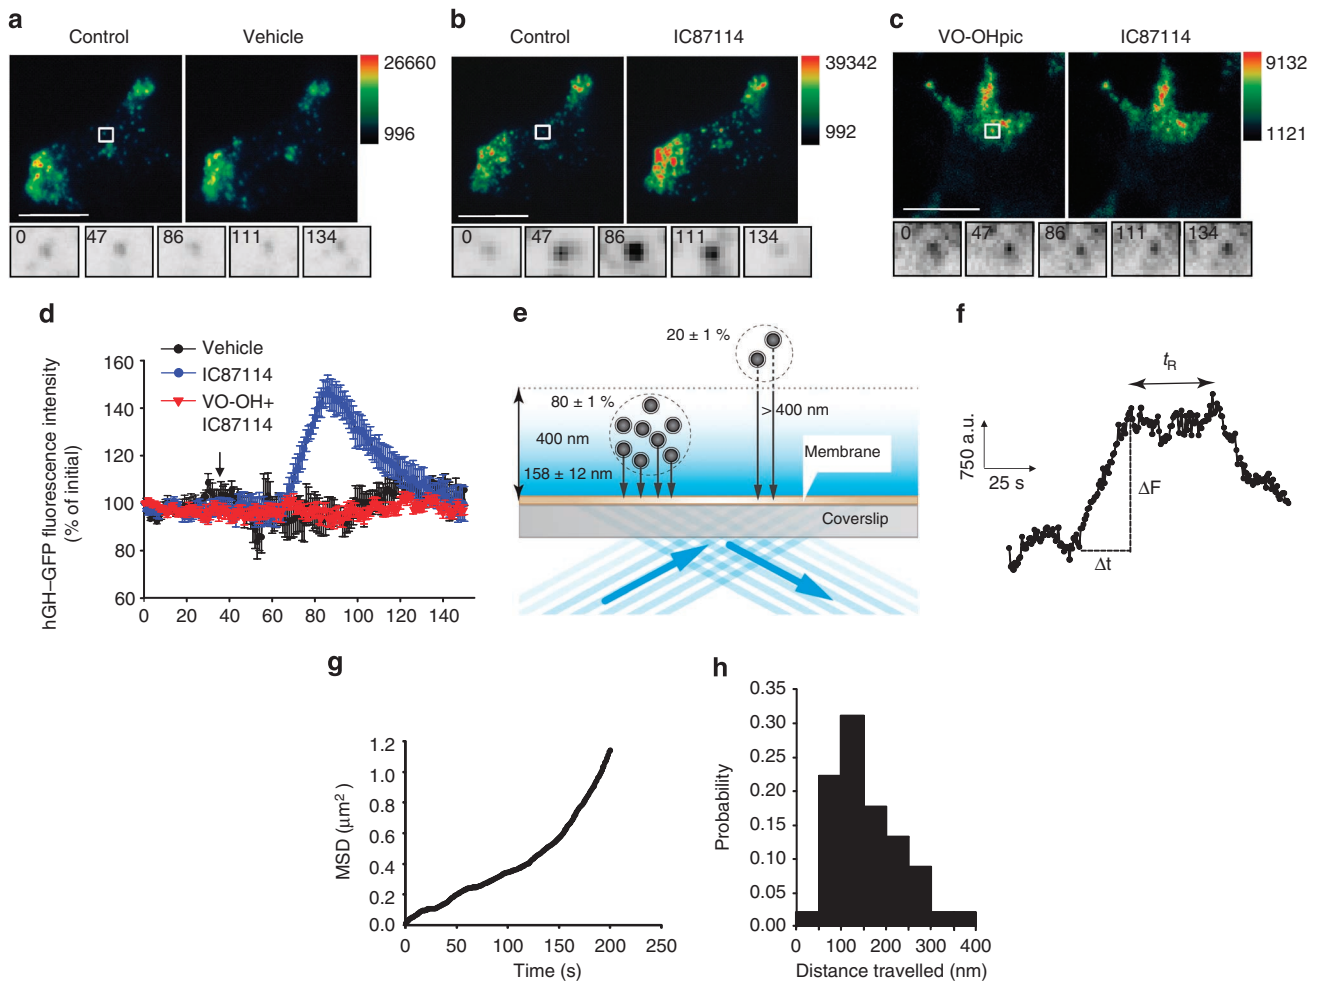 a
Control
Vehicle
26660
996
0
47
86
111
134
b
Control
IC87114
39342
992
0
47
86
111
134
c
VO-OHpic
IC87114
9132
1121
0
47
86
111
134
d
hGH–GFP fluorescence intensity
(% of initial)
160
140
120
100
80
60
Vehicle
IC87114
VO-OH+
IC87114
0 20 40 60 80 100 120 140
e
20 ± 1 %
80 ± 1 %
400 nm
> 400 nm
158 ± 12 nm
Membrane
Coverslip
f
tR
750 a.u.
25 s
ΔF
Δt
g
MSD (μm2 )
1.2
1.0
0.8
0.6
0.4
0.2
0.0
0 50 100 150 200 250
Time (s)
h
Probability
0.35
0.30
0.25
0.20
0.15
0.10
0.05
0.00
0 100 200 300 400
Distance travelled (nm)